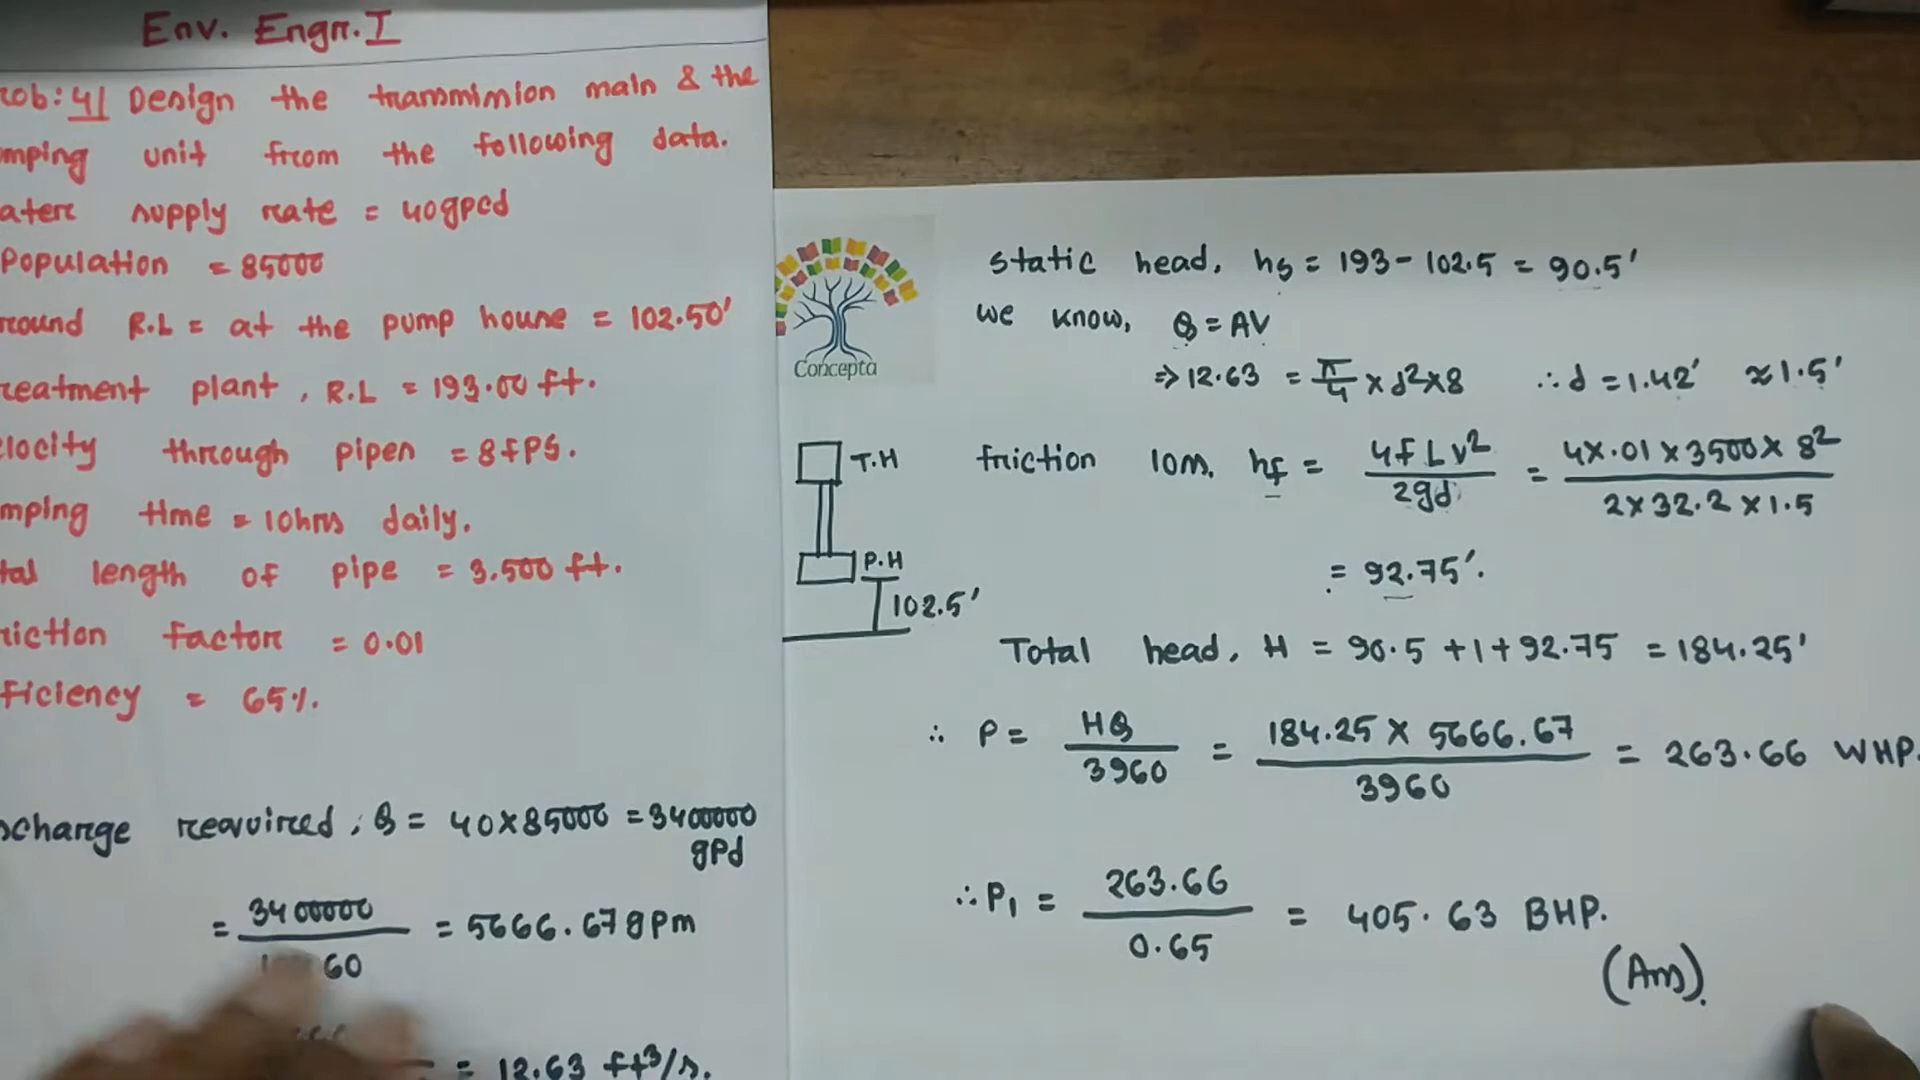 Env. Engr. I
rob: 41 Design the transmission main & the
mping unit from the following data.
ater supply rate = 40gpcd
Population = 85000
round R.L = at the pump house = 102.50'
reatment plant, R.L = 193.00 ft.
locity through pipes = 8fps.
mping time = 10hrs daily.
tal length of pipe = 3,500 ft.
riction factor = 0.01
ficiency = 65%.
scharge required, Q = 40×85000 = 3400000
gpd
= 3400000 / 60 = 5666.67 gpm
= 12.63 ft³/s.
Concepta
T.H
P.H
102.5'
static head, hs = 193 - 102.5 = 90.5'
we know, Q = AV
⇒ 12.63 = π/4 × d² × 8 ∴ d = 1.42' ≈ 1.5'
friction loss, hf = 4fLv² / 2gd = 4×.01×3500×8² / 2×32.2×1.5
= 92.75'.
Total head, H = 90.5 + 1 + 92.75 = 184.25'
∴ P = HQ / 3960 = 184.25 × 5666.67 / 3960 = 263.66 WHP.
∴ P₁ = 263.66 / 0.65 = 405.63 BHP.
(Ans).